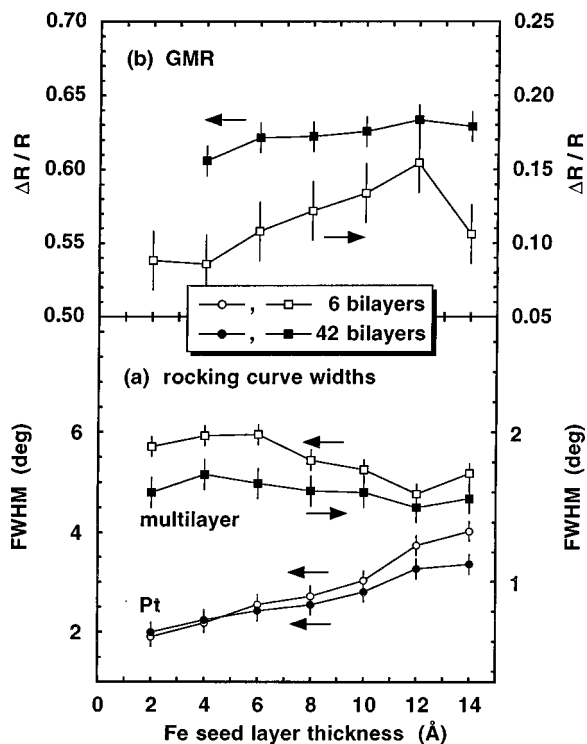 0.70
0.25
(b) GMR
0.65
0.20
ΔR / R
0.60
0.15
ΔR / R
0.55
0.10
0.50
0.05
, 6 bilayers
, 42 bilayers
(a) rocking curve widths
FWHM (deg)
6
2
FWHM (deg)
multilayer
4
1
Pt
2
0 2 4 6 8 10 12 14
Fe seed layer thickness (Å)